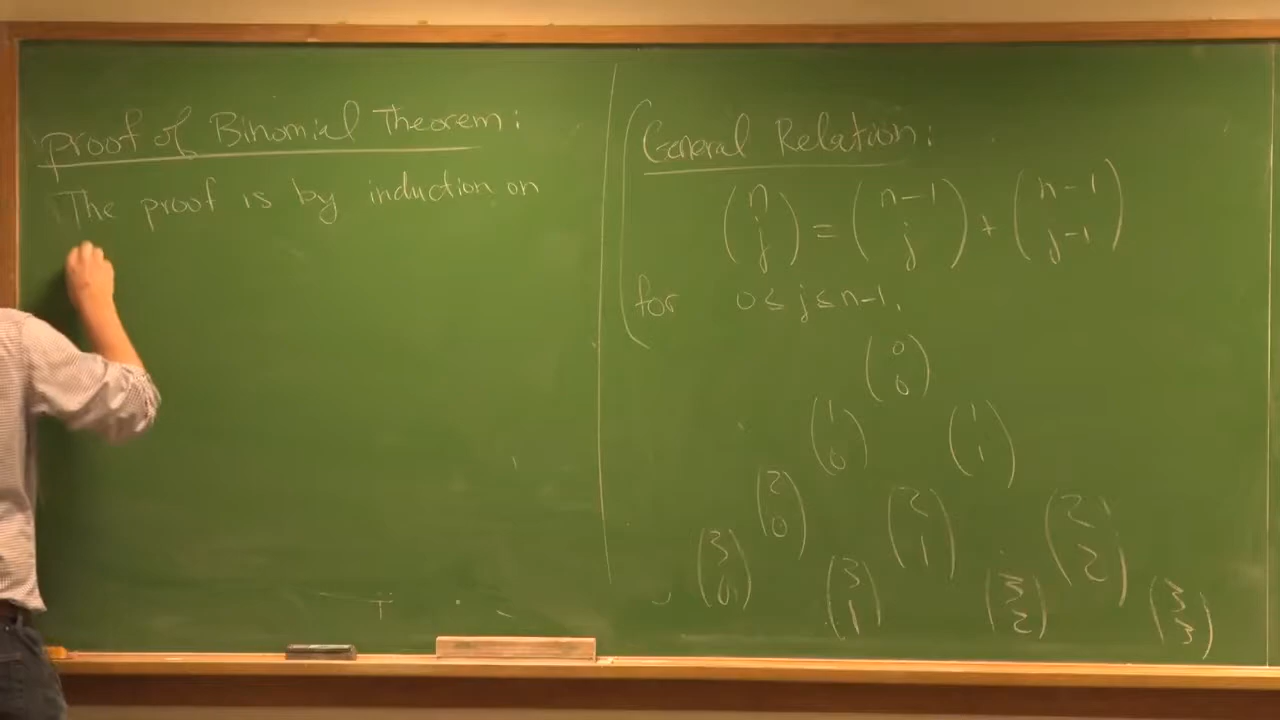 Proof of Binomial Theorem:
The proof is by induction on
General Relation:
(n j) = (n-1 j) + (n-1 j-1)
for 0 ≤ j ≤ n-1.
(0 0)
(1 0) (1 1)
(2 0) (2 1) (2 2)
(3 0) (3 1) (3 2) (3 3)